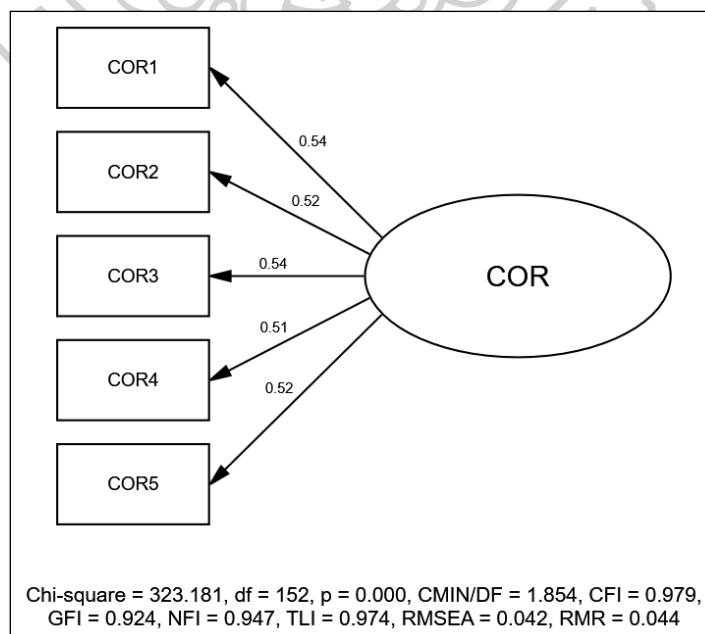 COR1
0.54
COR2
0.52
COR3
0.54
COR
COR4
0.51
COR5
0.52
Chi-square = 323.181, df = 152, p = 0.000, CMIN/DF = 1.854, CFI = 0.979,
GFI = 0.924, NFI = 0.947, TLI = 0.974, RMSEA = 0.042, RMR = 0.044